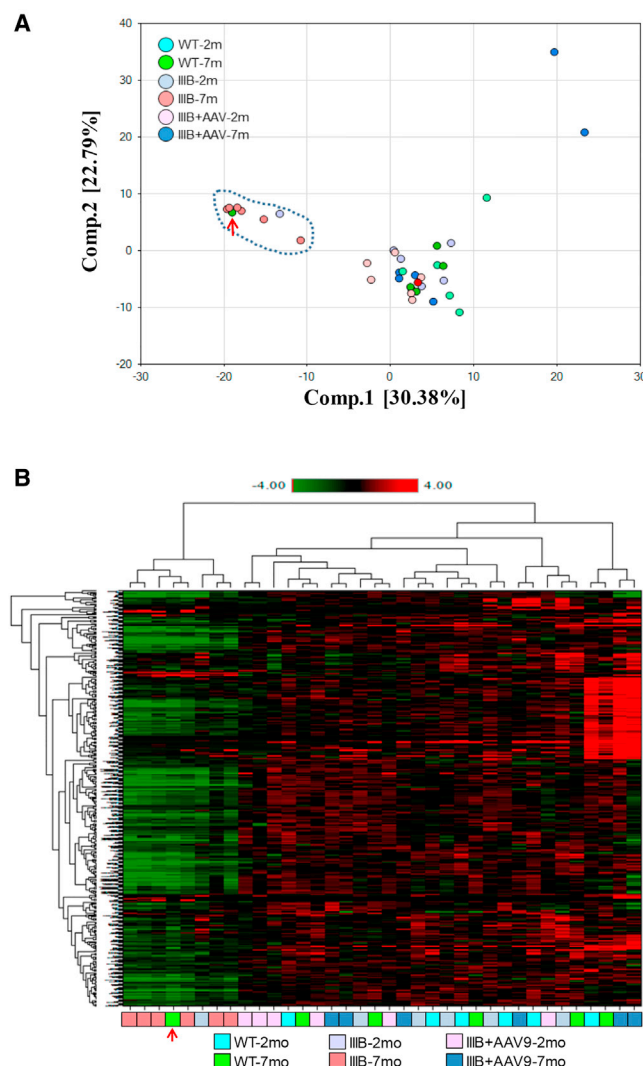 A
40
30
20
10
0
-10
-20
WT-2m
WT-7m
IIIB-2m
IIIB-7m
IIIB+AAV-2m
IIIB+AAV-7m
Comp.2 [22.79%]
-30
-20
-10
0
10
20
30
Comp.1 [30.38%]
B
-4.00
4.00
WT-2mo
IIIB-2mo
IIIB+AAV9-2mo
WT-7mo
IIIB-7mo
IIIB+AAV9-7mo